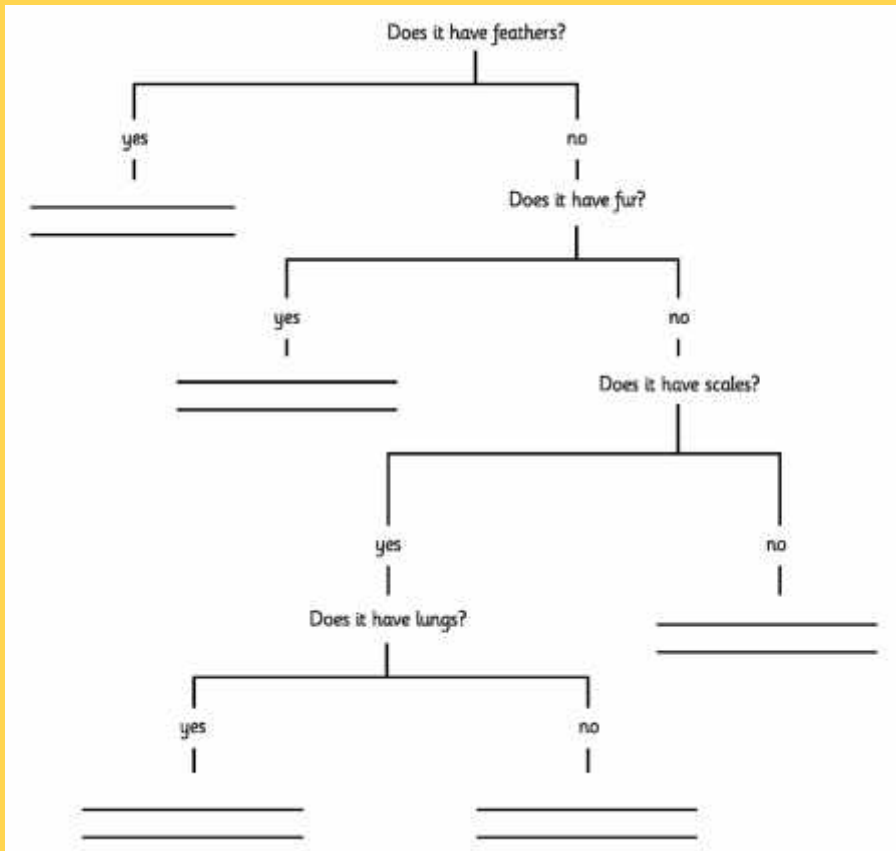 Does it have feathers?
yes
no
Does it have fur?
yes
no
Does it have scales?
yes
no
Does it have lungs?
yes
no